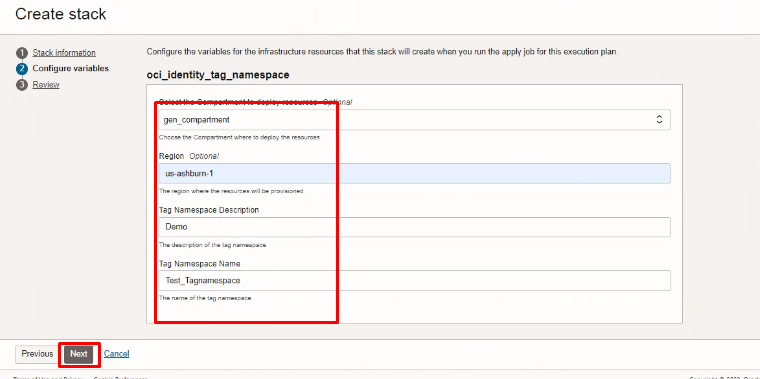 Create stack
1 Stack information
2 Configure variables
3 Review
Configure the variables for the infrastructure resources that this stack will create when you run the apply job for this execution plan.
oci_identity_tag_namespace
Select the Compartment to deploy resources Optional
gen_compartment
Choose the Compartment where to deploy the resources
Region Optional
us-ashburn-1
The region where the resources will be provisioned
Tag Namespace Description
Demo
The description of the tag namespace
Tag Namespace Name
Test_Tagnamespace
The name of the tag namespace
Previous Next Cancel